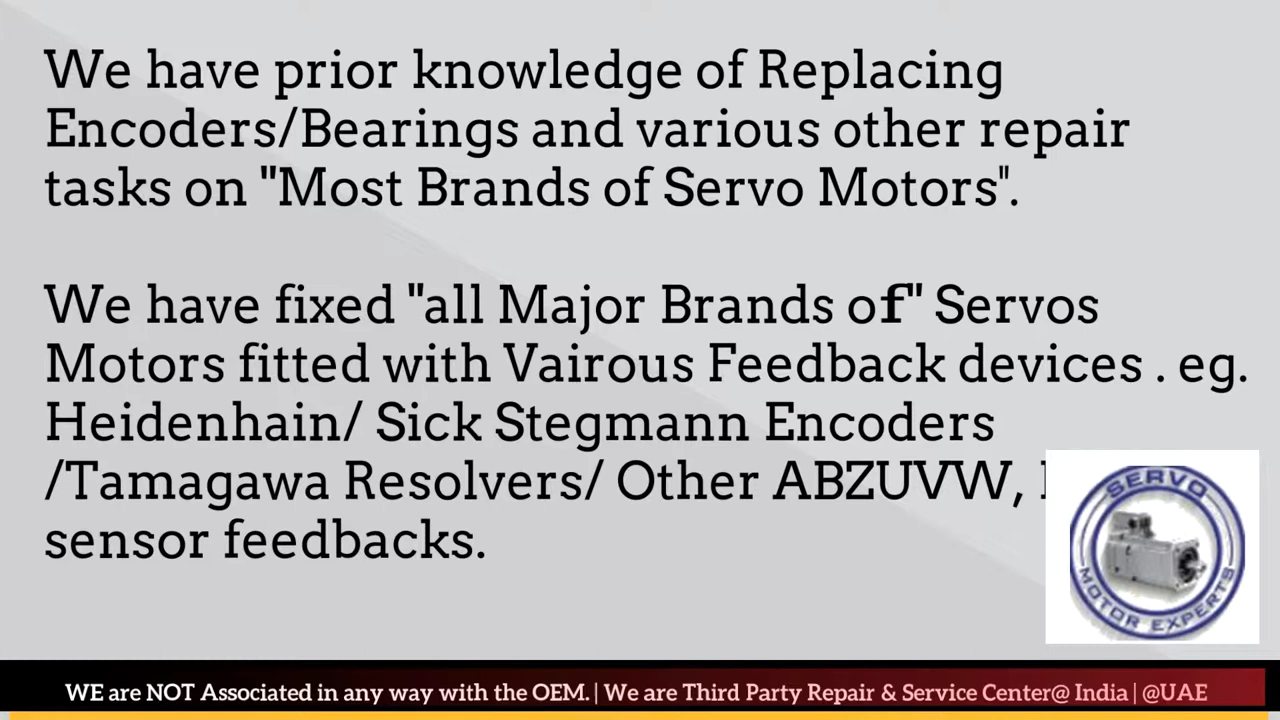 We have prior knowledge of Replacing
Encoders/Bearings and various other repair
tasks on "Most Brands of Servo Motors".
We have fixed "all Major Brands of" Servos
Motors fitted with Vairous Feedback devices . eg.
Heidenhain/ Sick Stegmann Encoders
/Tamagawa Resolvers/ Other ABZUVW,
sensor feedbacks.
SERVO
MOTOR EXPERTS
WE are NOT Associated in any way with the OEM. | We are Third Party Repair & Service Center@ India | @UAE